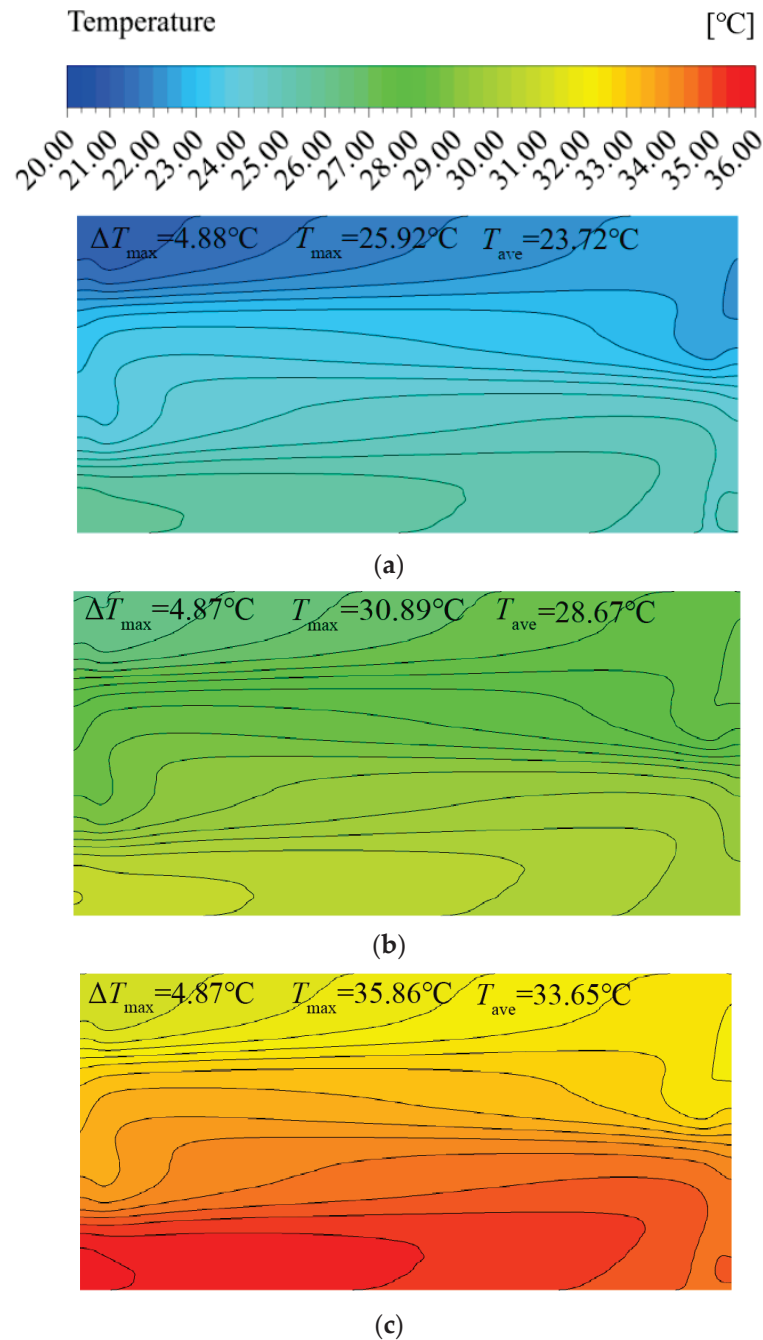 Temperature [°C]
20.00 21.00 22.00 23.00 24.00 25.00 26.00 27.00 28.00 29.00 30.00 31.00 32.00 33.00 34.00 35.00 36.00
ΔTmax=4.88°C Tmax=25.92°C Tave=23.72°C
(a)
ΔTmax=4.87°C Tmax=30.89°C Tave=28.67°C
(b)
ΔTmax=4.87°C Tmax=35.86°C Tave=33.65°C
(c)